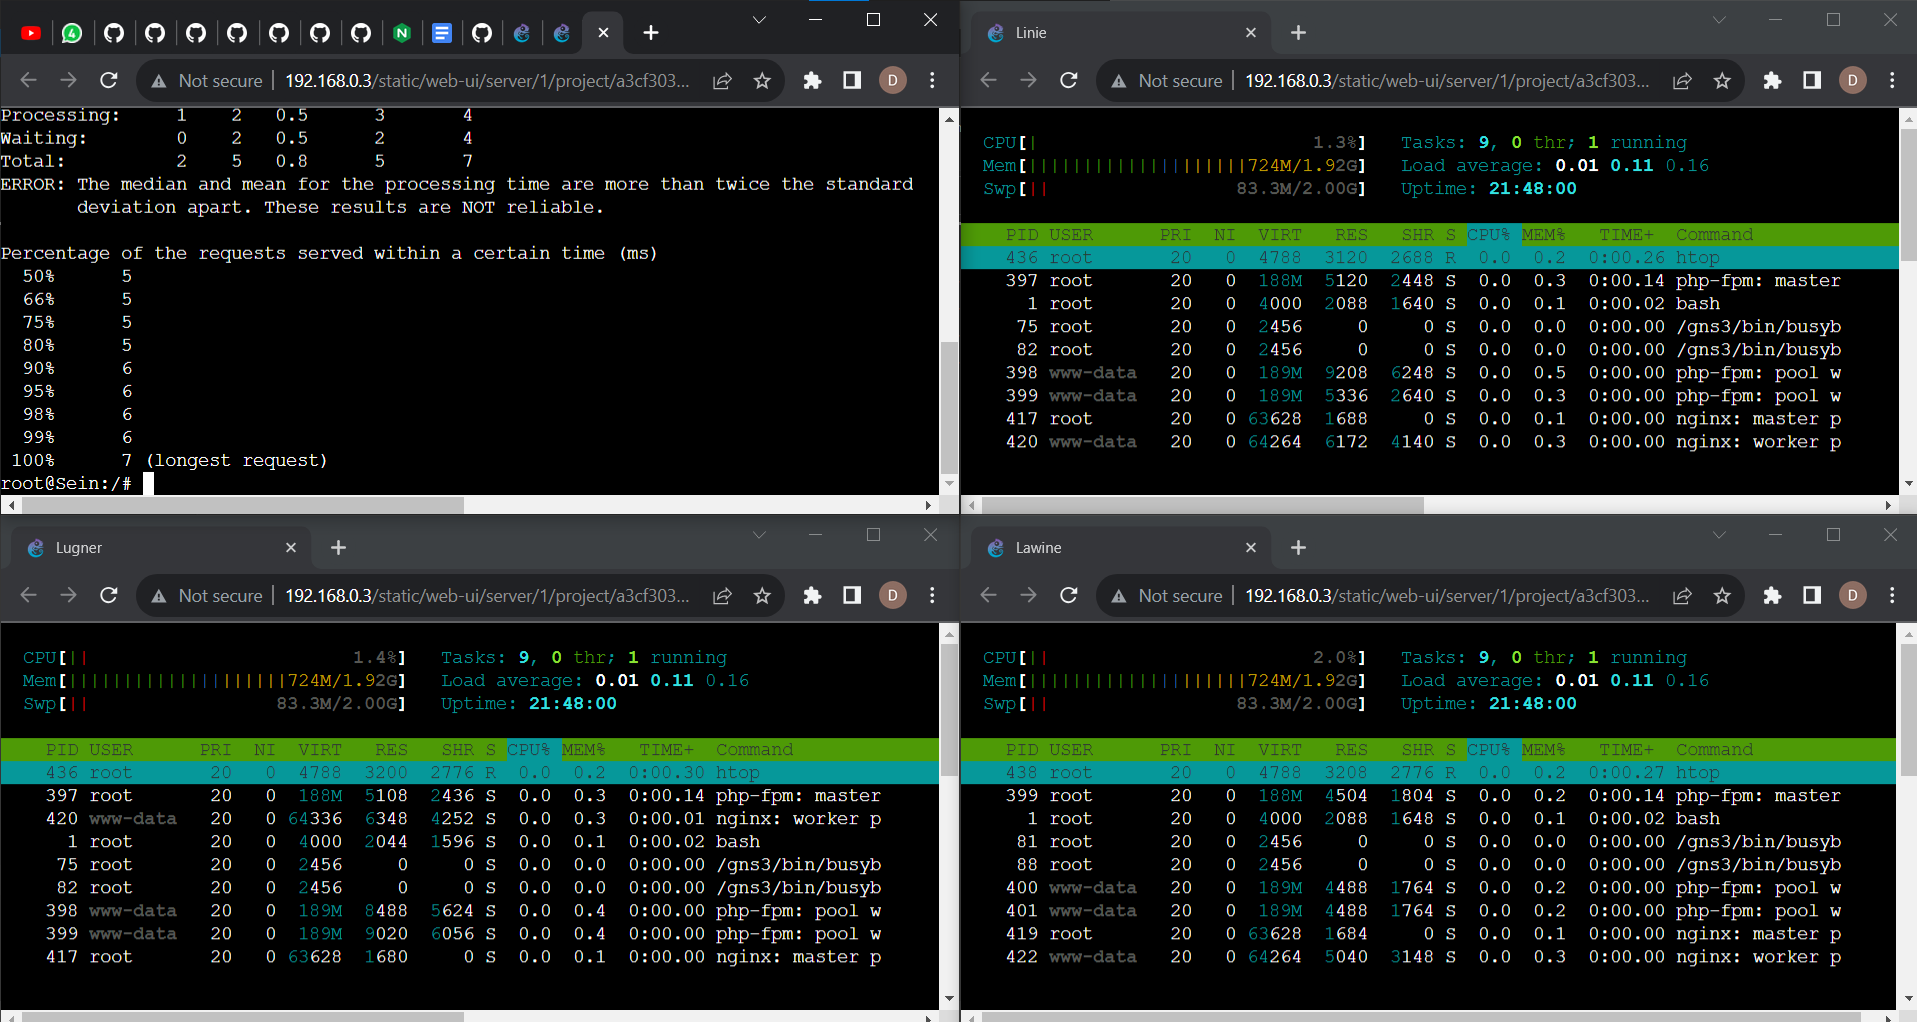 Not secure | 192.168.0.3/static/web-ui/server/1/project/a3cf303...
D
Processing: 1 2 0.5 3 4
Waiting: 0 2 0.5 2 4
Total: 2 5 0.8 5 7
ERROR: The median and mean for the processing time are more than twice the standard
deviation apart. These results are NOT reliable.
Percentage of the requests served within a certain time (ms)
50% 5
66% 5
75% 5
80% 5
90% 6
95% 6
98% 6
99% 6
100% 7 (longest request)
root@Sein:/#
Linie
Not secure | 192.168.0.3/static/web-ui/server/1/project/a3cf303...
D
CPU[| 1.3%] Tasks: 9, 0 thr; 1 running
Mem[||||||||||||||||||||724M/1.92G] Load average: 0.01 0.11 0.16
Swp[|| 83.3M/2.00G] Uptime: 21:48:00
PID USER PRI NI VIRT RES SHR S CPU% MEM% TIME+ Command
436 root 20 0 4788 3120 2688 R 0.0 0.2 0:00.26 htop
397 root 20 0 188M 5120 2448 S 0.0 0.3 0:00.14 php-fpm: master
1 root 20 0 4000 2088 1640 S 0.0 0.1 0:00.02 bash
75 root 20 0 2456 0 0 S 0.0 0.0 0:00.00 /gns3/bin/busyb
82 root 20 0 2456 0 0 S 0.0 0.0 0:00.00 /gns3/bin/busyb
398 www-data 20 0 189M 9208 6248 S 0.0 0.5 0:00.00 php-fpm: pool w
399 www-data 20 0 189M 5336 2640 S 0.0 0.3 0:00.00 php-fpm: pool w
417 root 20 0 63628 1688 0 S 0.0 0.1 0:00.00 nginx: master p
420 www-data 20 0 64264 6172 4140 S 0.0 0.3 0:00.00 nginx: worker p
Lugner
Not secure | 192.168.0.3/static/web-ui/server/1/project/a3cf303...
D
CPU[|| 1.4%] Tasks: 9, 0 thr; 1 running
Mem[||||||||||||||||||||724M/1.92G] Load average: 0.01 0.11 0.16
Swp[|| 83.3M/2.00G] Uptime: 21:48:00
PID USER PRI NI VIRT RES SHR S CPU% MEM% TIME+ Command
436 root 20 0 4788 3200 2776 R 0.0 0.2 0:00.30 htop
397 root 20 0 188M 5108 2436 S 0.0 0.3 0:00.14 php-fpm: master
420 www-data 20 0 64336 6348 4252 S 0.0 0.3 0:00.01 nginx: worker p
1 root 20 0 4000 2044 1596 S 0.0 0.1 0:00.02 bash
75 root 20 0 2456 0 0 S 0.0 0.0 0:00.00 /gns3/bin/busyb
82 root 20 0 2456 0 0 S 0.0 0.0 0:00.00 /gns3/bin/busyb
398 www-data 20 0 189M 8488 5624 S 0.0 0.4 0:00.00 php-fpm: pool w
399 www-data 20 0 189M 9020 6056 S 0.0 0.4 0:00.00 php-fpm: pool w
417 root 20 0 63628 1680 0 S 0.0 0.1 0:00.00 nginx: master p
Lawine
Not secure | 192.168.0.3/static/web-ui/server/1/project/a3cf303...
D
CPU[|| 2.0%] Tasks: 9, 0 thr; 1 running
Mem[||||||||||||||||||||724M/1.92G] Load average: 0.01 0.11 0.16
Swp[|| 83.3M/2.00G] Uptime: 21:48:00
PID USER PRI NI VIRT RES SHR S CPU% MEM% TIME+ Command
438 root 20 0 4788 3208 2776 R 0.0 0.2 0:00.27 htop
399 root 20 0 188M 4504 1804 S 0.0 0.2 0:00.14 php-fpm: master
1 root 20 0 4000 2088 1648 S 0.0 0.1 0:00.02 bash
81 root 20 0 2456 0 0 S 0.0 0.0 0:00.00 /gns3/bin/busyb
88 root 20 0 2456 0 0 S 0.0 0.0 0:00.00 /gns3/bin/busyb
400 www-data 20 0 189M 4488 1764 S 0.0 0.2 0:00.00 php-fpm: pool w
401 www-data 20 0 189M 4488 1764 S 0.0 0.2 0:00.00 php-fpm: pool w
419 root 20 0 63628 1684 0 S 0.0 0.1 0:00.00 nginx: master p
422 www-data 20 0 64264 5040 3148 S 0.0 0.3 0:00.00 nginx: worker p